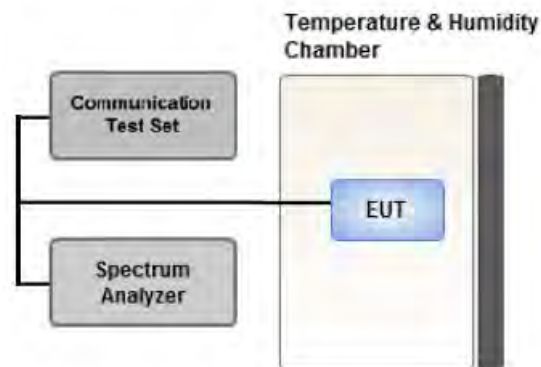 Temperature & Humidity
Chamber
Communication
Test Set
EUT
Spectrum
Analyzer